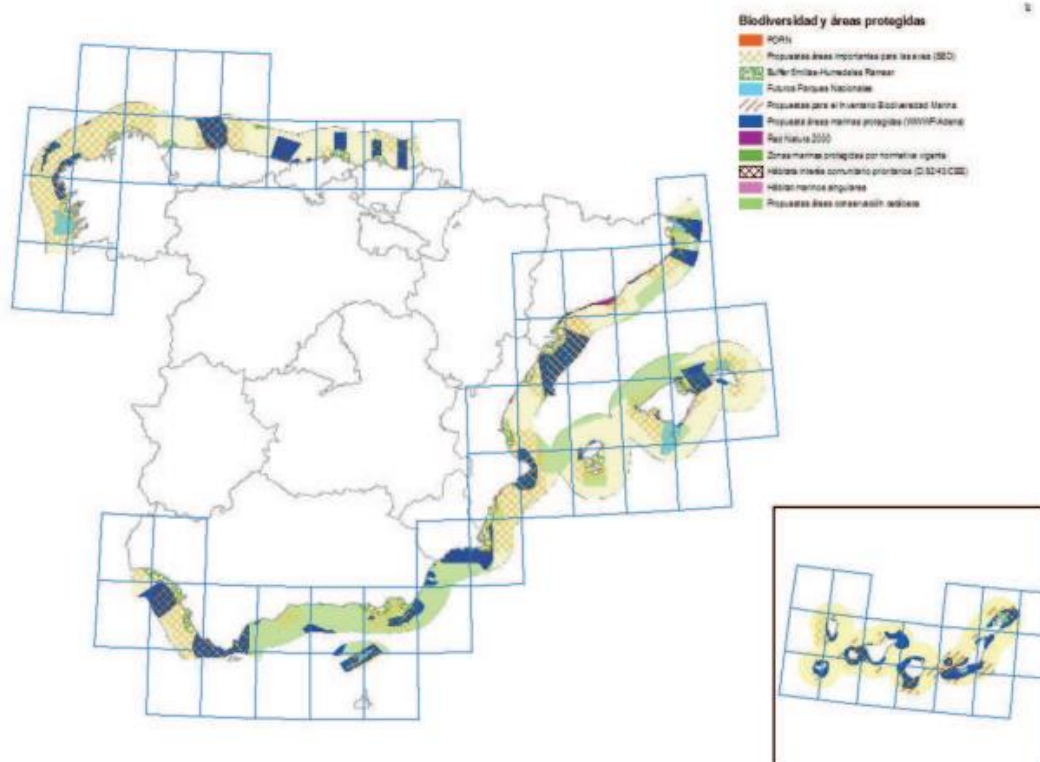 Biodiversidad y áreas protegidas
PORN
Propuestas áreas importantes para las aves (SEO)
Buffer Emillas-Humedales Ramsar
Futuros Parques Nacionales
Propuestas para el Inventario Biodiversidad Marina
Propuesta áreas marinas protegidas (WWF/Adena)
Red Natura 2000
Zonas marinas protegidas por normativa vigente
Hábitats interés comunitario prioritarios (D.92/43/CEE)
Hábitat marinos singulares
Propuestas áreas conservación cetáceos